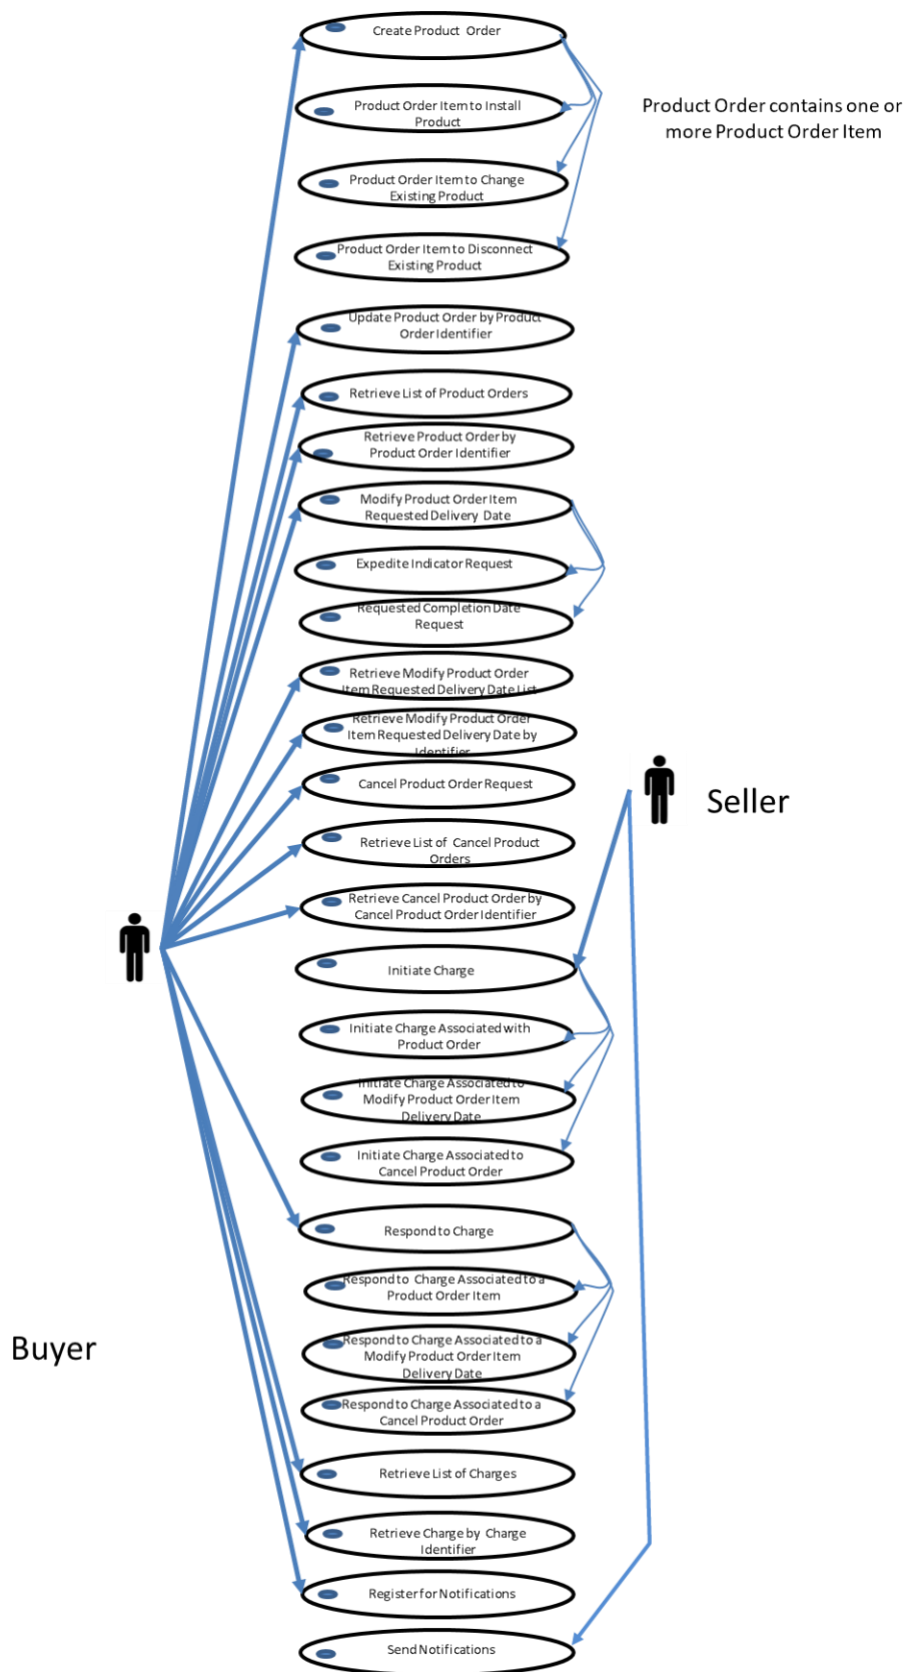 Create Product Order
Product Order Item to Install
Product
Product Order contains one or
more Product Order Item
Product Order Item to Change
Existing Product
Product Order Item to Disconnect
Existing Product
Update Product Order by Product
Order Identifier
Retrieve List of Product Orders
Retrieve Product Order by
Product Order Identifier
Modify Product Order Item
Requested Delivery Date
Expedite Indicator Request
Requested Completion Date
Request
Retrieve Modify Product Order
Item Requested Delivery Date List
Retrieve Modify Product Order
Item Requested Delivery Date by
Identifier
Cancel Product Order Request
Seller
Retrieve List of Cancel Product
Orders
Retrieve Cancel Product Order by
Cancel Product Order Identifier
Initiate Charge
Initiate Charge Associated with
Product Order
Initiate Charge Associated to
Modify Product Order Item
Delivery Date
Initiate Charge Associated to
Cancel Product Order
Respond to Charge
Respond to Charge Associated to a
Product Order Item
Buyer
Respond to Charge Associated to a
Modify Product Order Item
Delivery Date
Respond to Charge Associated to a
Cancel Product Order
Retrieve List of Charges
Retrieve Charge by Charge
Identifier
Register for Notifications
Send Notifications